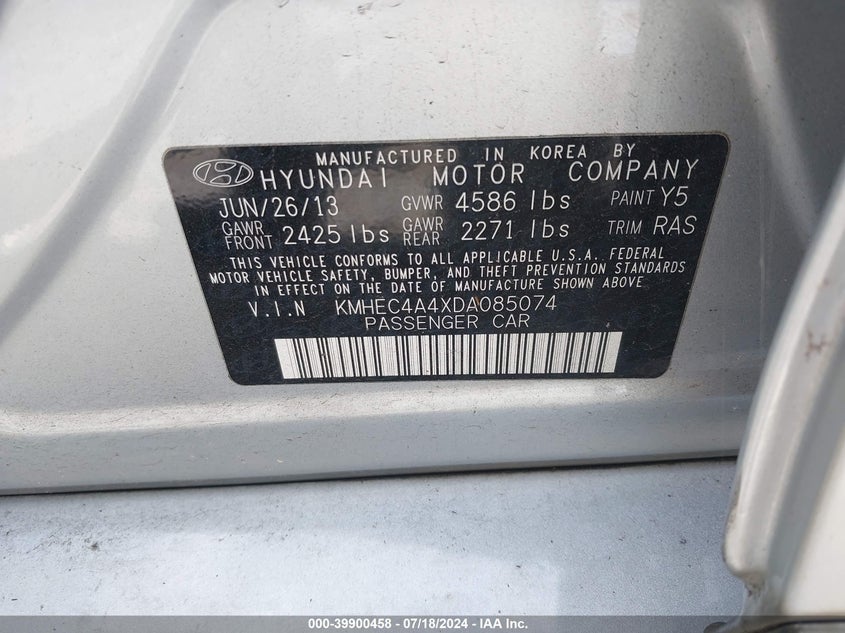 MANUFACTURED IN KOREA BY
HYUNDAI MOTOR COMPANY
JUN/26/13 GVWR 4586 lbs PAINT Y5
GAWR FRONT 2425 lbs GAWR REAR 2271 lbs TRIM RAS
THIS VEHICLE CONFORMS TO ALL APPLICABLE U.S.A. FEDERAL
MOTOR VEHICLE SAFETY, BUMPER, AND THEFT PREVENTION STANDARDS
IN EFFECT ON THE DATE OF MANUFACTURE SHOWN ABOVE
V.I.N KMHEC4A4XDA085074
PASSENGER CAR
000-39900458 - 07/18/2024 - IAA Inc.